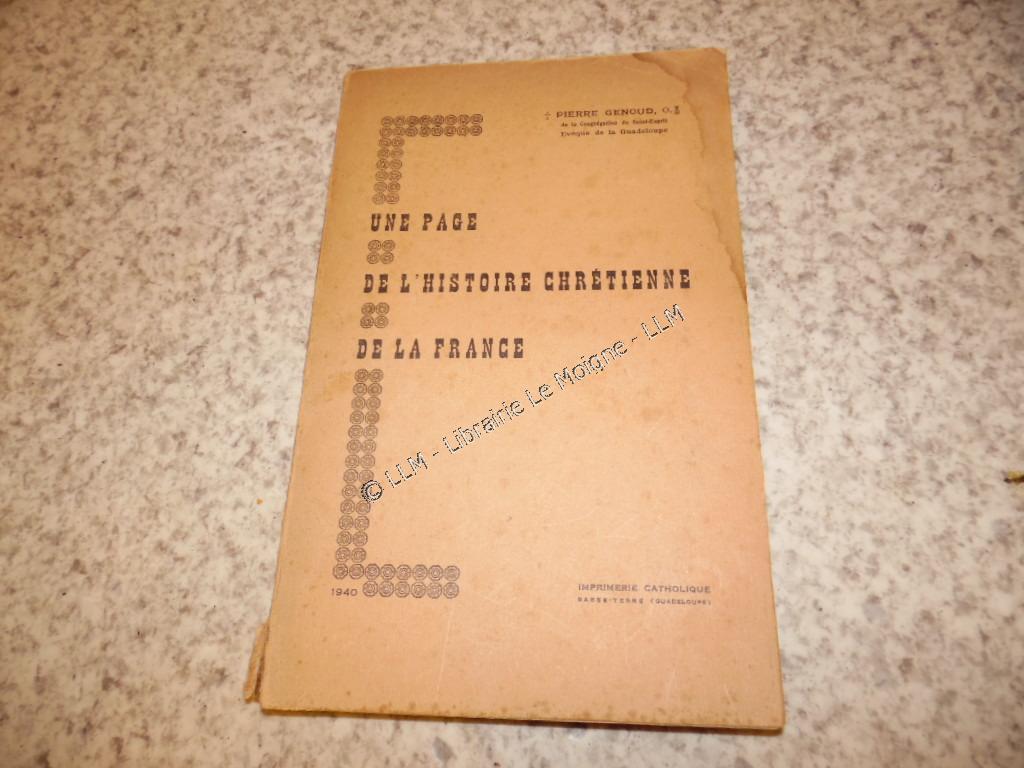 † PIERRE GENOUD, O.
de la Congrégation du Saint-Esprit
Evêque de la Guadeloupe
UNE PAGE
DE L'HISTOIRE CHRÉTIENNE
DE LA FRANCE
© LLM - Librairie Le Moigne - LLM
1940
IMPRIMERIE CATHOLIQUE
BASSE-TERRE (GUADELOUPE)